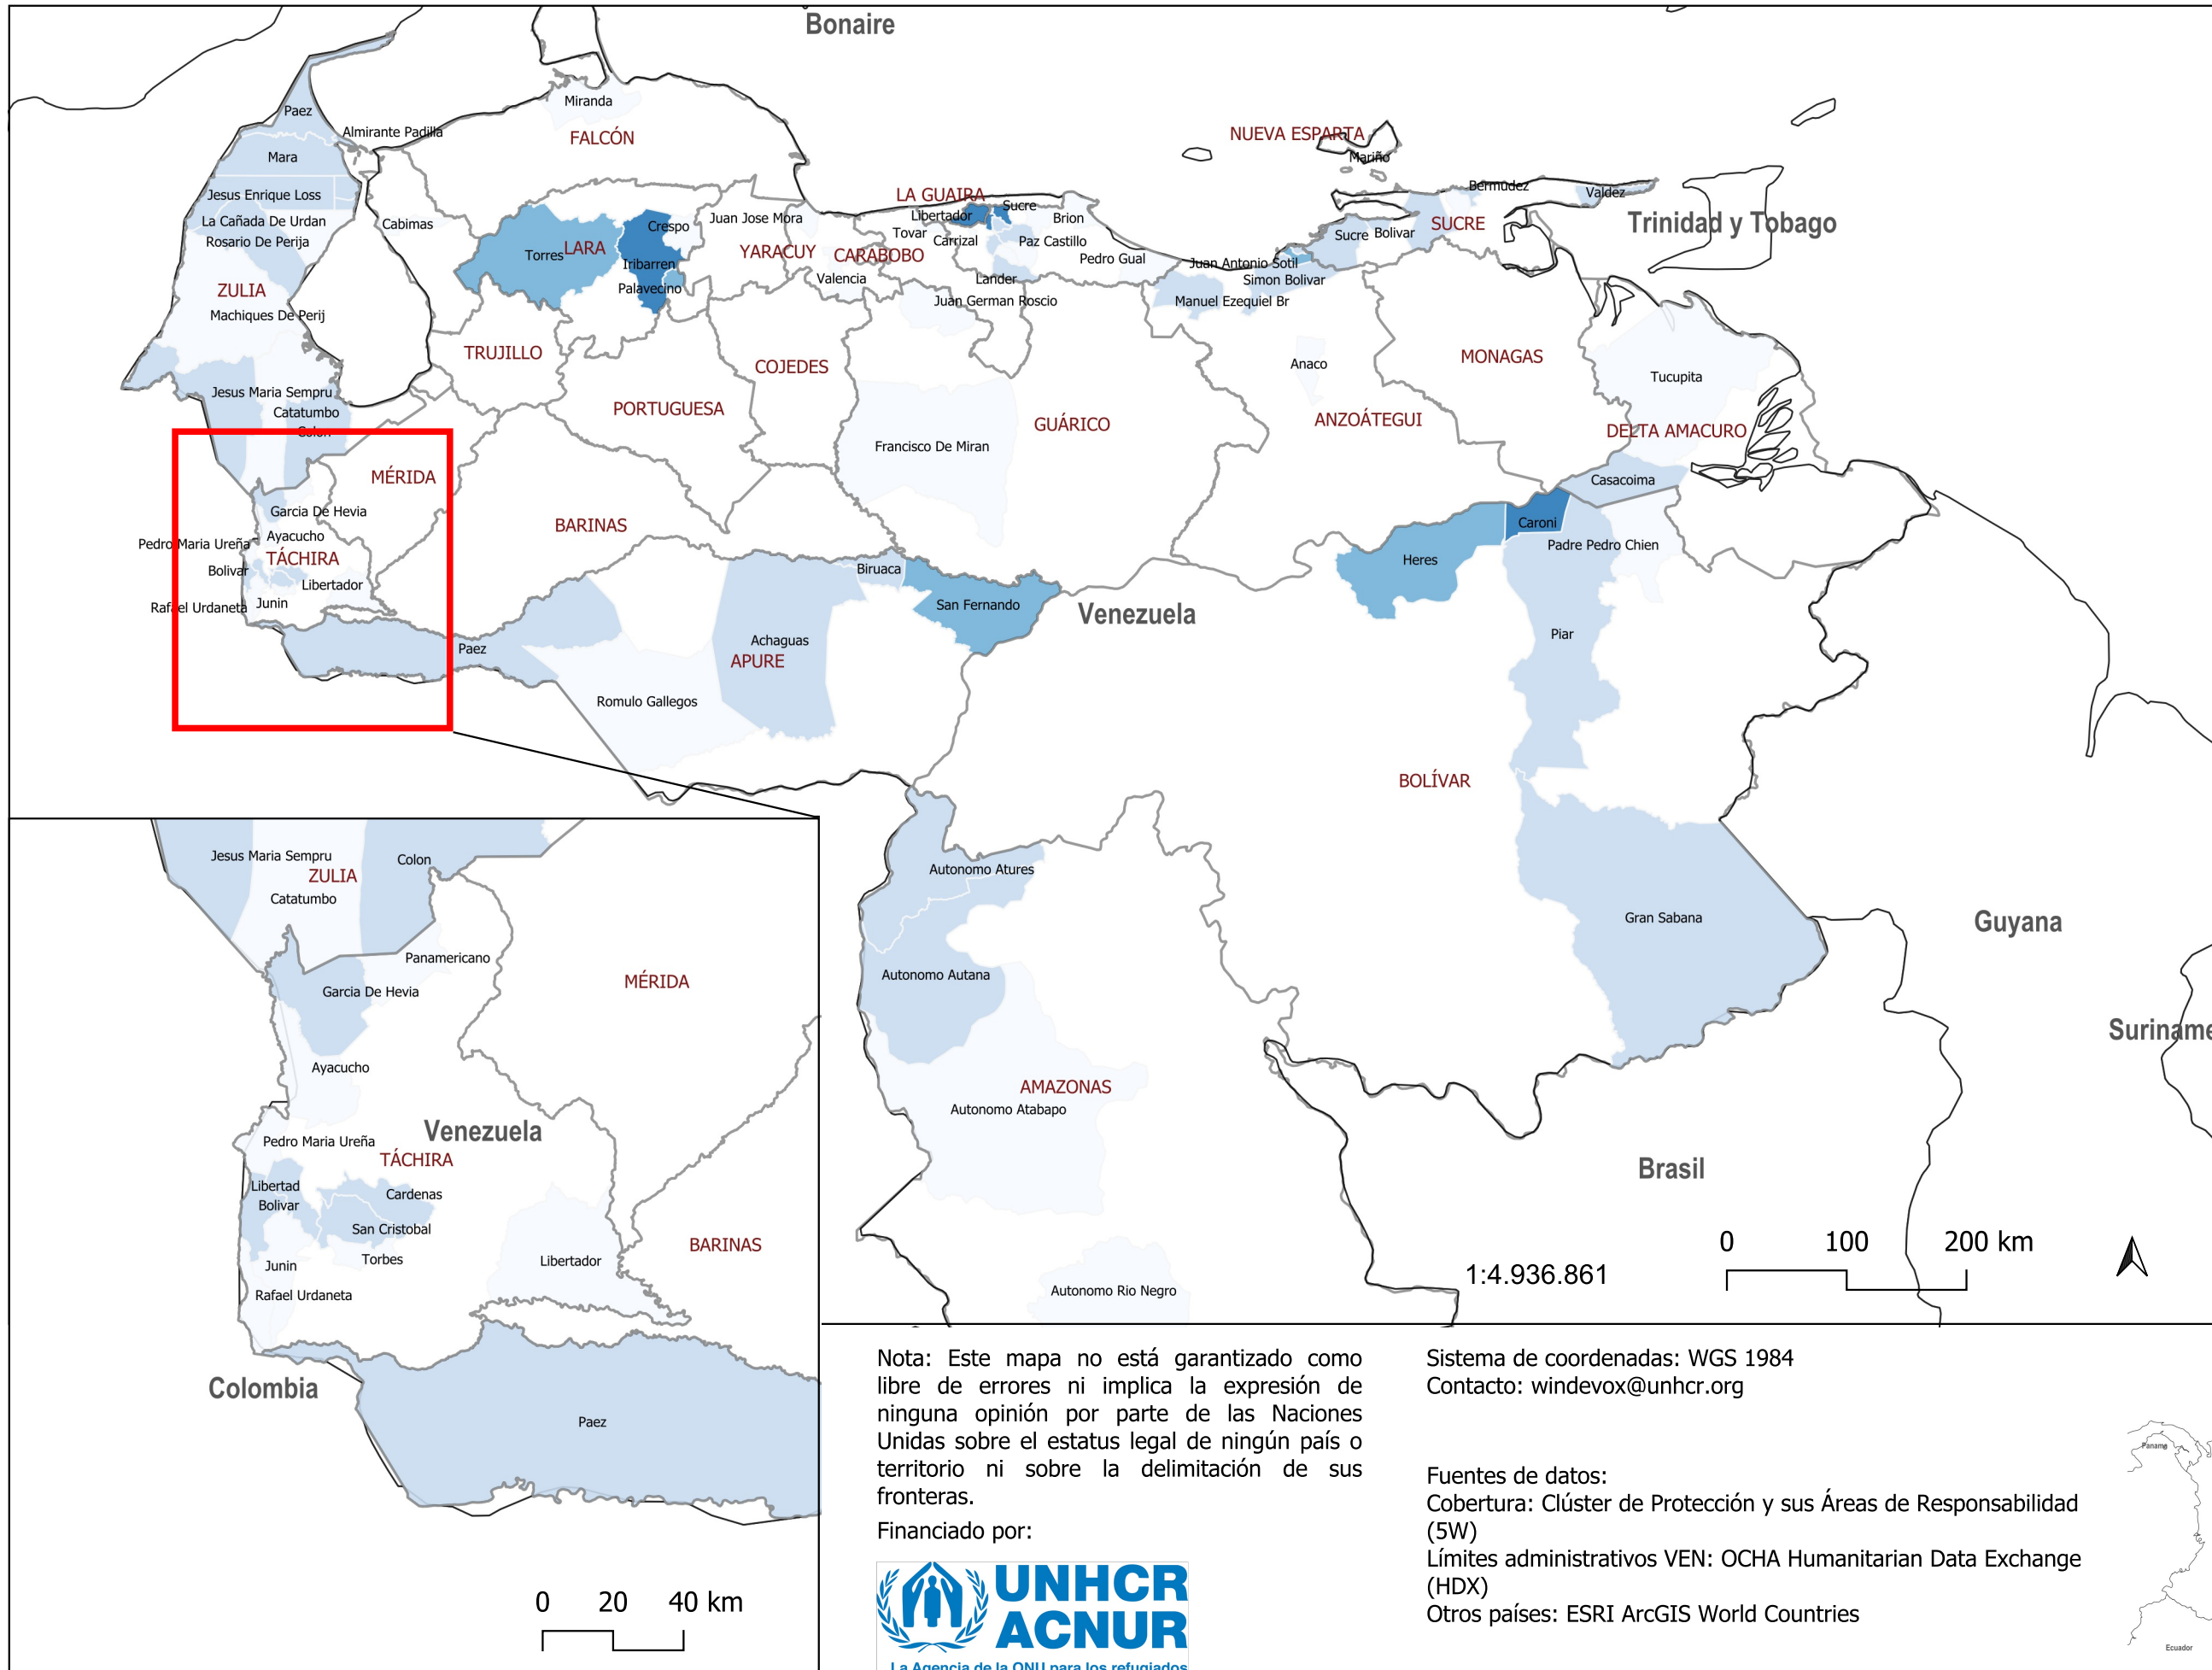 Bonaire
Miranda
Paez
NUEVA ESPARTA
Almirante Padilla
FALCÓN
Mara
Mariño
Bermudez
Valdez
Jesus Enrique Loss
LA GUAIRA
Sucre
Libertador
Brion
Juan Jose Mora
La Cañada De Urdan
Cabimas
Crespo
SUCRE
Trinidad y Tobago
Tovar
Sucre
Bolivar
Rosario De Perija
Carrizal
Paz Castillo
Torres
LARA
YARACUY
CARABOBO
Pedro Gual
Iribarren
Juan Antonio Sotil
Valencia
Lander
Simon Bolivar
ZULIA
Palavecino
Juan German Roscio
Manuel Ezequiel Br
Machiques De Perij
TRUJILLO
COJEDES
MONAGAS
Anaco
Tucupita
Jesus Maria Sempru
Catatumbo
PORTUGUESA
GUÁRICO
ANZOÁTEGUI
Colon
DELTA AMACURO
Francisco De Miran
MÉRIDA
Casacoima
Garcia De Hevia
BARINAS
Caroni
Ayacucho
Pedro Maria Ureña
Padre Pedro Chien
TÁCHIRA
Heres
Bolivar
Biruaca
Libertador
Junin
Rafael Urdaneta
San Fernando
Venezuela
Piar
Achaguas
Paez
APURE
Romulo Gallegos
BOLÍVAR
Jesus Maria Sempru
Colon
ZULIA
Catatumbo
Autonomo Atures
Gran Sabana
Guyana
Panamericano
MÉRIDA
Garcia De Hevia
Autonomo Autana
Suriname
Ayacucho
AMAZONAS
Autonomo Atabapo
Venezuela
Pedro Maria Ureña
TÁCHIRA
Brasil
Libertad
Cardenas
Bolivar
San Cristobal
BARINAS
Torbes
Libertador
Junin
Rafael Urdaneta
0 100 200 km
1:4.936.861
Autonomo Rio Negro
Colombia
Paez
0 20 40 km
Nota: Este mapa no está garantizado como
libre de errores ni implica la expresión de
ninguna opinión por parte de las Naciones
Unidas sobre el estatus legal de ningún país o
territorio ni sobre la delimitación de sus
fronteras.
Financiado por:
UNHCR
ACNUR
La Agencia de la ONU para los refugiados
Sistema de coordenadas: WGS 1984
Contacto: windevox@unhcr.org
Fuentes de datos:
Cobertura: Clúster de Protección y sus Áreas de Responsabilidad
(5W)
Límites administrativos VEN: OCHA Humanitarian Data Exchange
(HDX)
Otros países: ESRI ArcGIS World Countries
Panama
Ecuador